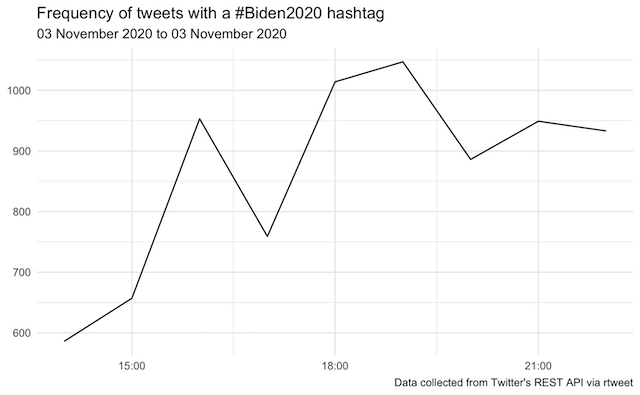 Frequency of tweets with a #Biden2020 hashtag
03 November 2020 to 03 November 2020
1000
900
800
700
600
15:00 18:00 21:00
Data collected from Twitter's REST API via rtweet